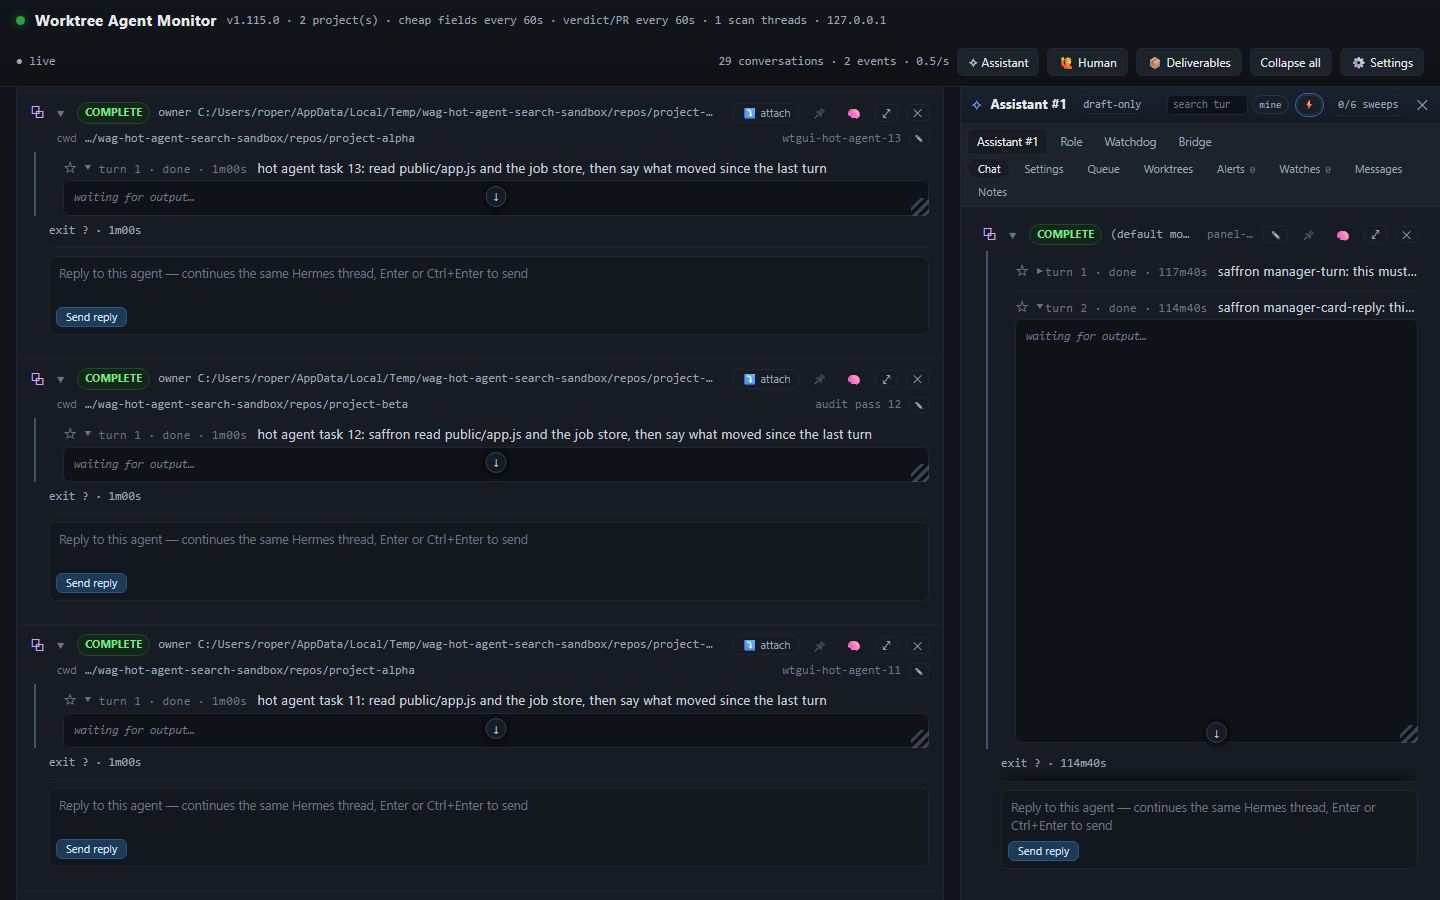 Worktree Agent Monitor v1.115.0 · 2 project(s) · cheap fields every 60s · verdict/PR every 60s · 1 scan threads · 127.0.0.1
live
29 conversations · 2 events · 0.5/s
Assistant
Human
Deliverables
Collapse all
Settings
COMPLETE owner C:/Users/roper/AppData/Local/Temp/wag-hot-agent-search-sandbox/repos/project-… attach
cwd …/wag-hot-agent-search-sandbox/repos/project-alpha wtgui-hot-agent-13
turn 1 · done · 1m00s hot agent task 13: read public/app.js and the job store, then say what moved since the last turn
waiting for output…
exit ? · 1m00s
Reply to this agent — continues the same Hermes thread, Enter or Ctrl+Enter to send
Send reply
COMPLETE owner C:/Users/roper/AppData/Local/Temp/wag-hot-agent-search-sandbox/repos/project-… attach
cwd …/wag-hot-agent-search-sandbox/repos/project-beta audit pass 12
turn 1 · done · 1m00s hot agent task 12: saffron read public/app.js and the job store, then say what moved since the last turn
waiting for output…
exit ? · 1m00s
Reply to this agent — continues the same Hermes thread, Enter or Ctrl+Enter to send
Send reply
COMPLETE owner C:/Users/roper/AppData/Local/Temp/wag-hot-agent-search-sandbox/repos/project-… attach
cwd …/wag-hot-agent-search-sandbox/repos/project-alpha wtgui-hot-agent-11
turn 1 · done · 1m00s hot agent task 11: read public/app.js and the job store, then say what moved since the last turn
waiting for output…
exit ? · 1m00s
Reply to this agent — continues the same Hermes thread, Enter or Ctrl+Enter to send
Send reply
Assistant #1 draft-only search tur mine 0/6 sweeps
Assistant #1 Role Watchdog Bridge
Chat Settings Queue Worktrees Alerts 0 Watches 0 Messages
Notes
COMPLETE (default mo… panel-…
turn 1 · done · 117m40s saffron manager-turn: this must…
turn 2 · done · 114m40s saffron manager-card-reply: thi…
waiting for output…
exit ? · 114m40s
Reply to this agent — continues the same Hermes thread, Enter or
Ctrl+Enter to send
Send reply